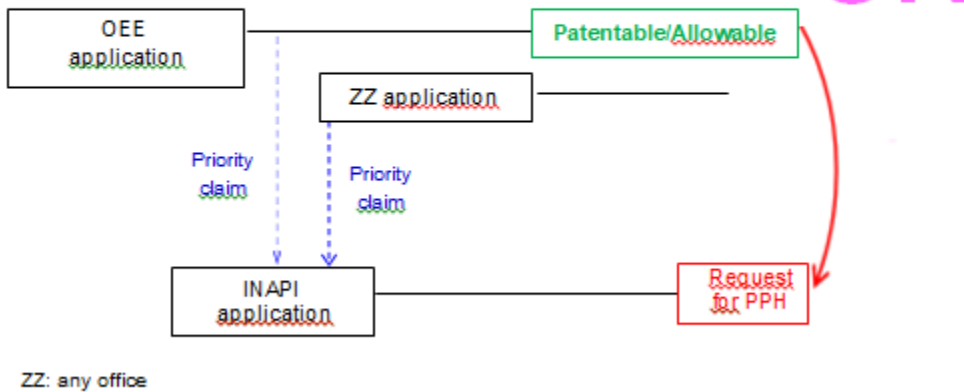 OEE
application
Patentable/Allowable
ZZ application
Priority
claim
Priority
claim
INAPI
application
Request
for PPH
ZZ: any office